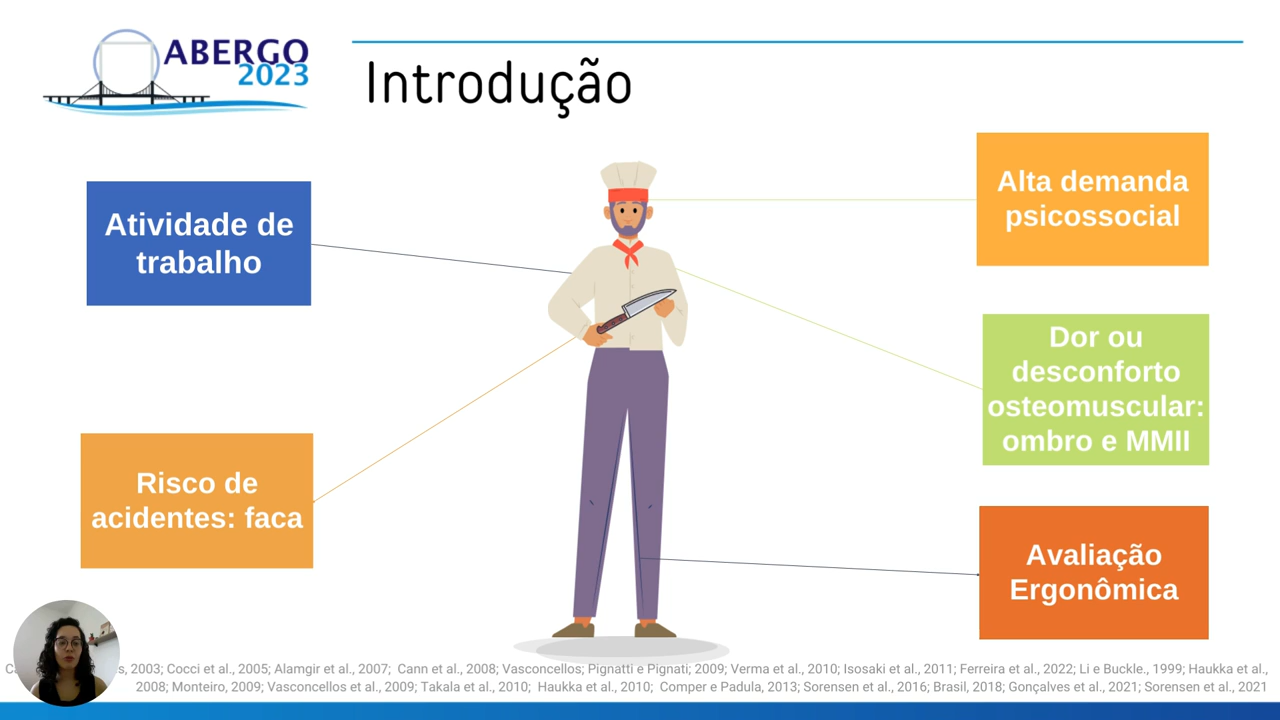 ABERGO
2023
Introdução
Atividade de
trabalho
Risco de
acidentes: faca
Alta demanda
psicossocial
Dor ou
desconforto
osteomuscular:
ombro e MMII
Avaliação
Ergonômica
2003; Cocci et al., 2005; Alamgir et al., 2007; Cann et al., 2008; Vasconcellos; Pignatti e Pignati; 2009; Verma et al., 2010; Isosaki et al., 2011; Ferreira et al., 2022; Li e Buckle., 1999; Haukka et al.,
2008; Monteiro, 2009; Vasconcellos et al., 2009; Takala et al., 2010; Haukka et al., 2010; Comper e Padula, 2013; Sorensen et al., 2016; Brasil, 2018; Gonçalves et al., 2021; Sorensen et al., 2021